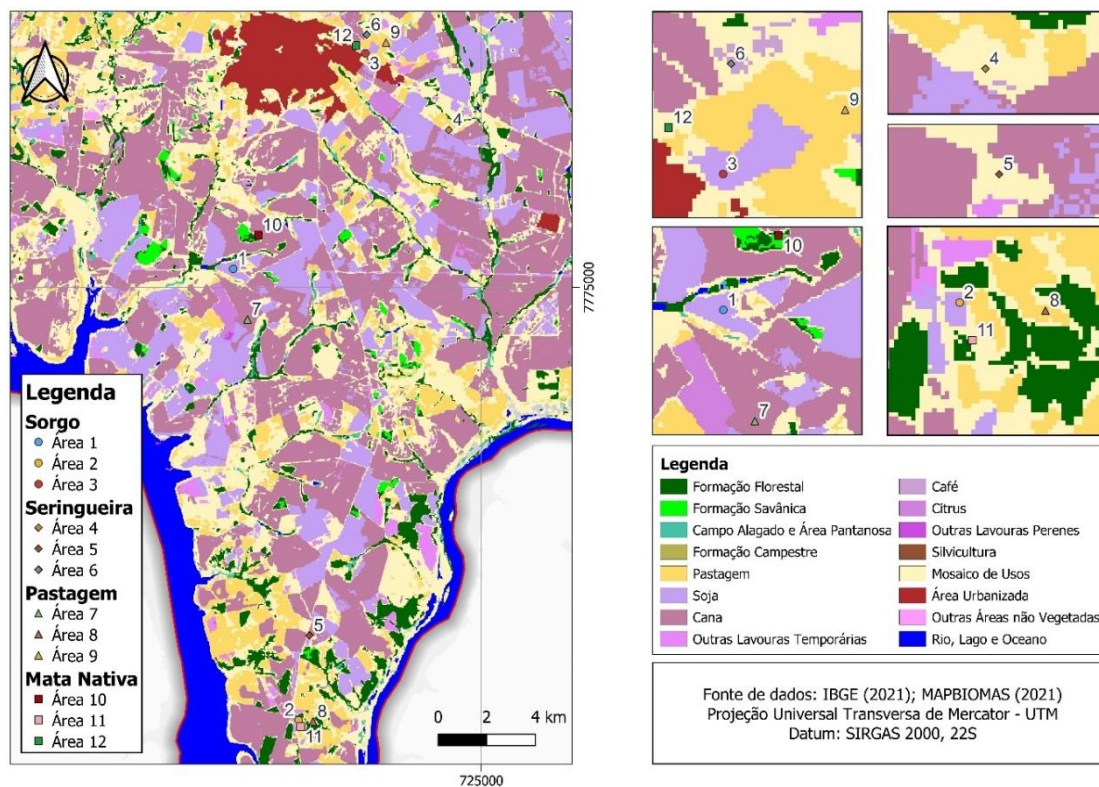 N
12
6
9
3
4
10
1
7
7775000
5
2
8
11
0 2 4 km
725000
Legenda
Sorgo
Área 1
Área 2
Área 3
Seringueira
Área 4
Área 5
Área 6
Pastagem
Área 7
Área 8
Área 9
Mata Nativa
Área 10
Área 11
Área 12
6
12
9
3
4
5
10
1
7
2
8
11
Legenda
Formação Florestal
Formação Savânica
Campo Alagado e Área Pantanosa
Formação Campestre
Pastagem
Soja
Cana
Outras Lavouras Temporárias
Café
Citrus
Outras Lavouras Perenes
Silvicultura
Mosaico de Usos
Área Urbanizada
Outras Áreas não Vegetadas
Rio, Lago e Oceano
Fonte de dados: IBGE (2021); MAPBIOMAS (2021)
Projeção Universal Transversa de Mercator - UTM
Datum: SIRGAS 2000, 22S